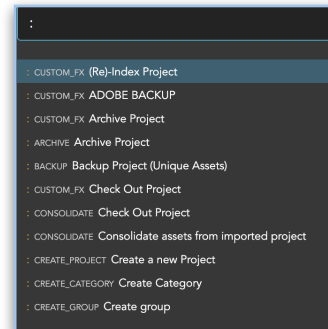 :
: CUSTOM_FX (Re)-Index Project
: CUSTOM_FX ADOBE BACKUP
: CUSTOM_FX Archive Project
: ARCHIVE Archive Project
: BACKUP Backup Project (Unique Assets)
: CUSTOM_FX Check Out Project
: CONSOLIDATE Check Out Project
: CONSOLIDATE Consolidate assets from imported project
: CREATE_PROJECT Create a new Project
: CREATE_CATEGORY Create Category
: CREATE_GROUP Create group